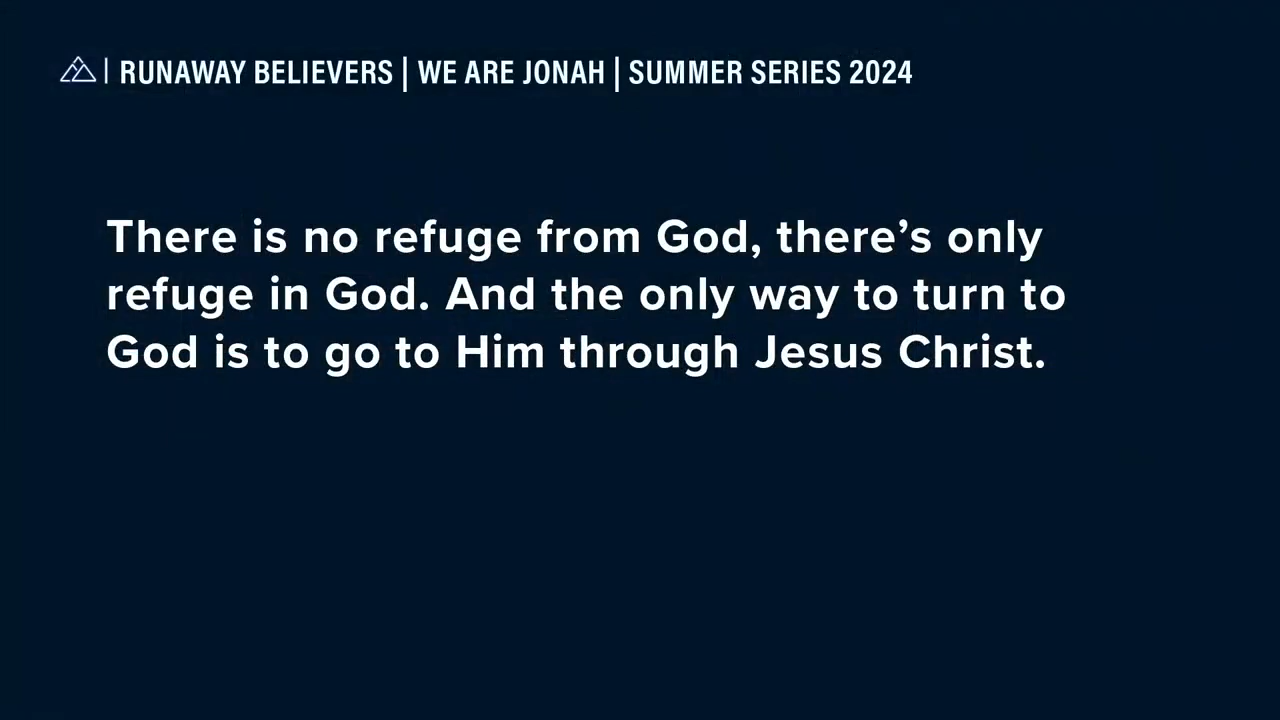 RUNAWAY BELIEVERS | WE ARE JONAH | SUMMER SERIES 2024
There is no refuge from God, there’s only
refuge in God. And the only way to turn to
God is to go to Him through Jesus Christ.